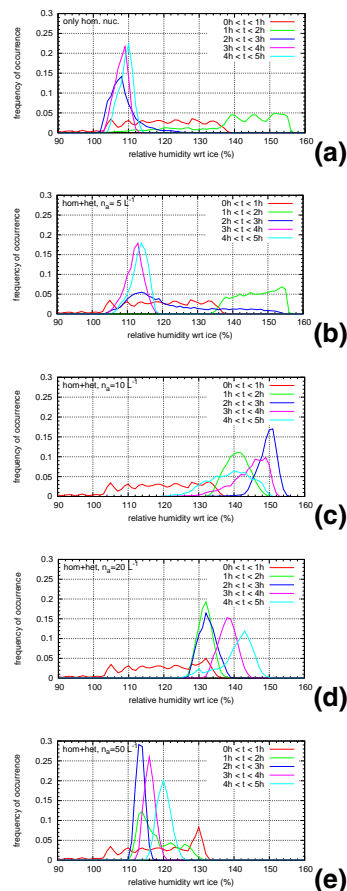 only hom. nuc.
0h < t < 1h
1h < t < 2h
2h < t < 3h
3h < t < 4h
4h < t < 5h
frequency of occurrence
0.3
0.25
0.2
0.15
0.1
0.05
0
90 100 110 120 130 140 150 160
relative humidity wrt ice (%)
(a)
hom+het, na= 5 L-1
0h < t < 1h
1h < t < 2h
2h < t < 3h
3h < t < 4h
4h < t < 5h
frequency of occurrence
0.3
0.25
0.2
0.15
0.1
0.05
0
90 100 110 120 130 140 150 160
relative humidity wrt ice (%)
(b)
hom+het, na=10 L-1
0h < t < 1h
1h < t < 2h
2h < t < 3h
3h < t < 4h
4h < t < 5h
frequency of occurrence
0.3
0.25
0.2
0.15
0.1
0.05
0
90 100 110 120 130 140 150 160
relative humidity wrt ice (%)
(c)
hom+het, na=20 L-1
0h < t < 1h
1h < t < 2h
2h < t < 3h
3h < t < 4h
4h < t < 5h
frequency of occurrence
0.3
0.25
0.2
0.15
0.1
0.05
0
90 100 110 120 130 140 150 160
relative humidity wrt ice (%)
(d)
hom+het, na=50 L-1
0h < t < 1h
1h < t < 2h
2h < t < 3h
3h < t < 4h
4h < t < 5h
frequency of occurrence
0.3
0.25
0.2
0.15
0.1
0.05
0
90 100 110 120 130 140 150 160
relative humidity wrt ice (%)
(e)